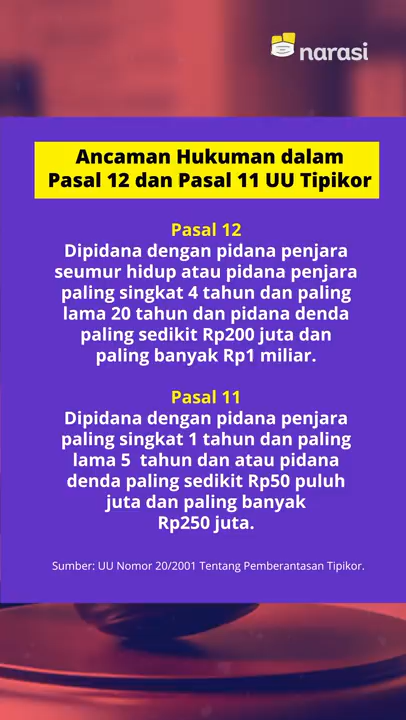 narasi
Ancaman Hukuman dalam
Pasal 12 dan Pasal 11 UU Tipikor
Pasal 12
Dipidana dengan pidana penjara
seumur hidup atau pidana penjara
paling singkat 4 tahun dan paling
lama 20 tahun dan pidana denda
paling sedikit Rp200 juta dan
paling banyak Rp1 miliar.
Pasal 11
Dipidana dengan pidana penjara
paling singkat 1 tahun dan paling
lama 5  tahun dan atau pidana
denda paling sedikit Rp50 puluh
juta dan paling banyak
Rp250 juta.
Sumber: UU Nomor 20/2001 Tentang Pemberantasan Tipikor.